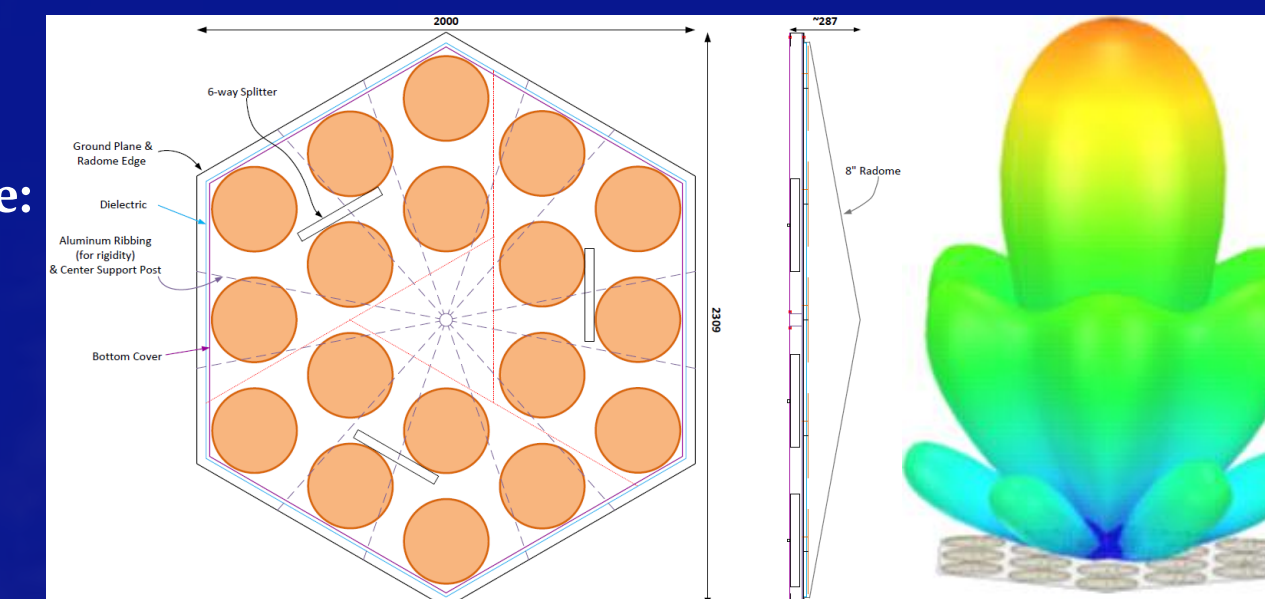 2000
~287
6-way Splitter
Ground Plane &
Radome Edge
8" Radome
e:
Dielectric
Aluminum Ribbing
(for rigidity)
& Center Support Post
2309
Bottom Cover